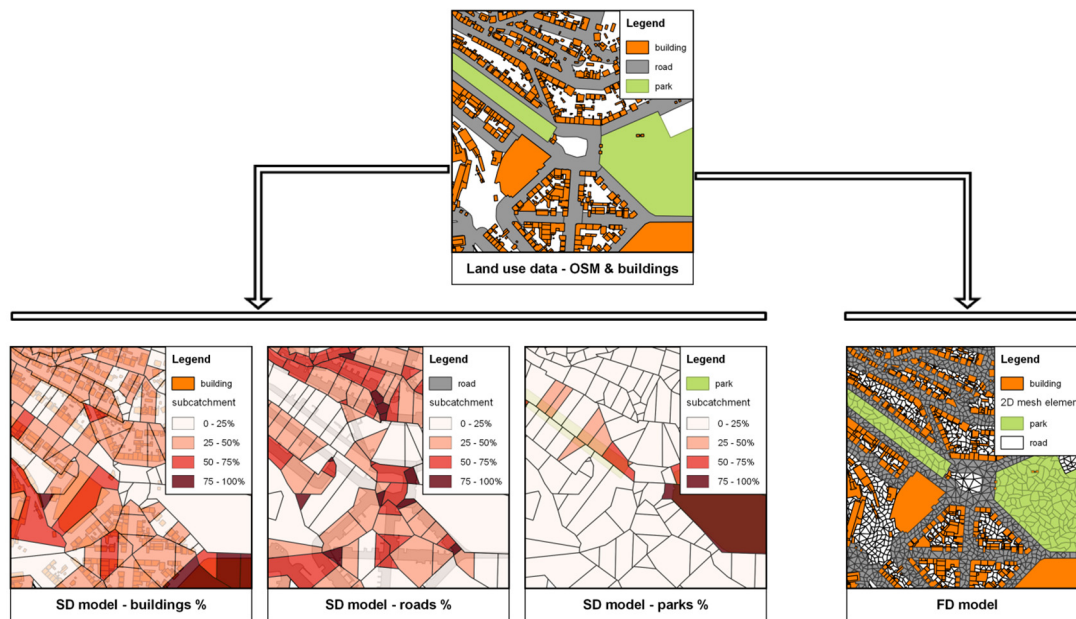 Legend
building
road
park
Land use data - OSM & buildings
Legend
building
subcatchment
0 - 25%
25 - 50%
50 - 75%
75 - 100%
SD model - buildings %
Legend
road
subcatchment
0 - 25%
25 - 50%
50 - 75%
75 - 100%
SD model - roads %
Legend
park
subcatchment
0 - 25%
25 - 50%
50 - 75%
75 - 100%
SD model - parks %
Legend
building
2D mesh elemen
park
road
FD model